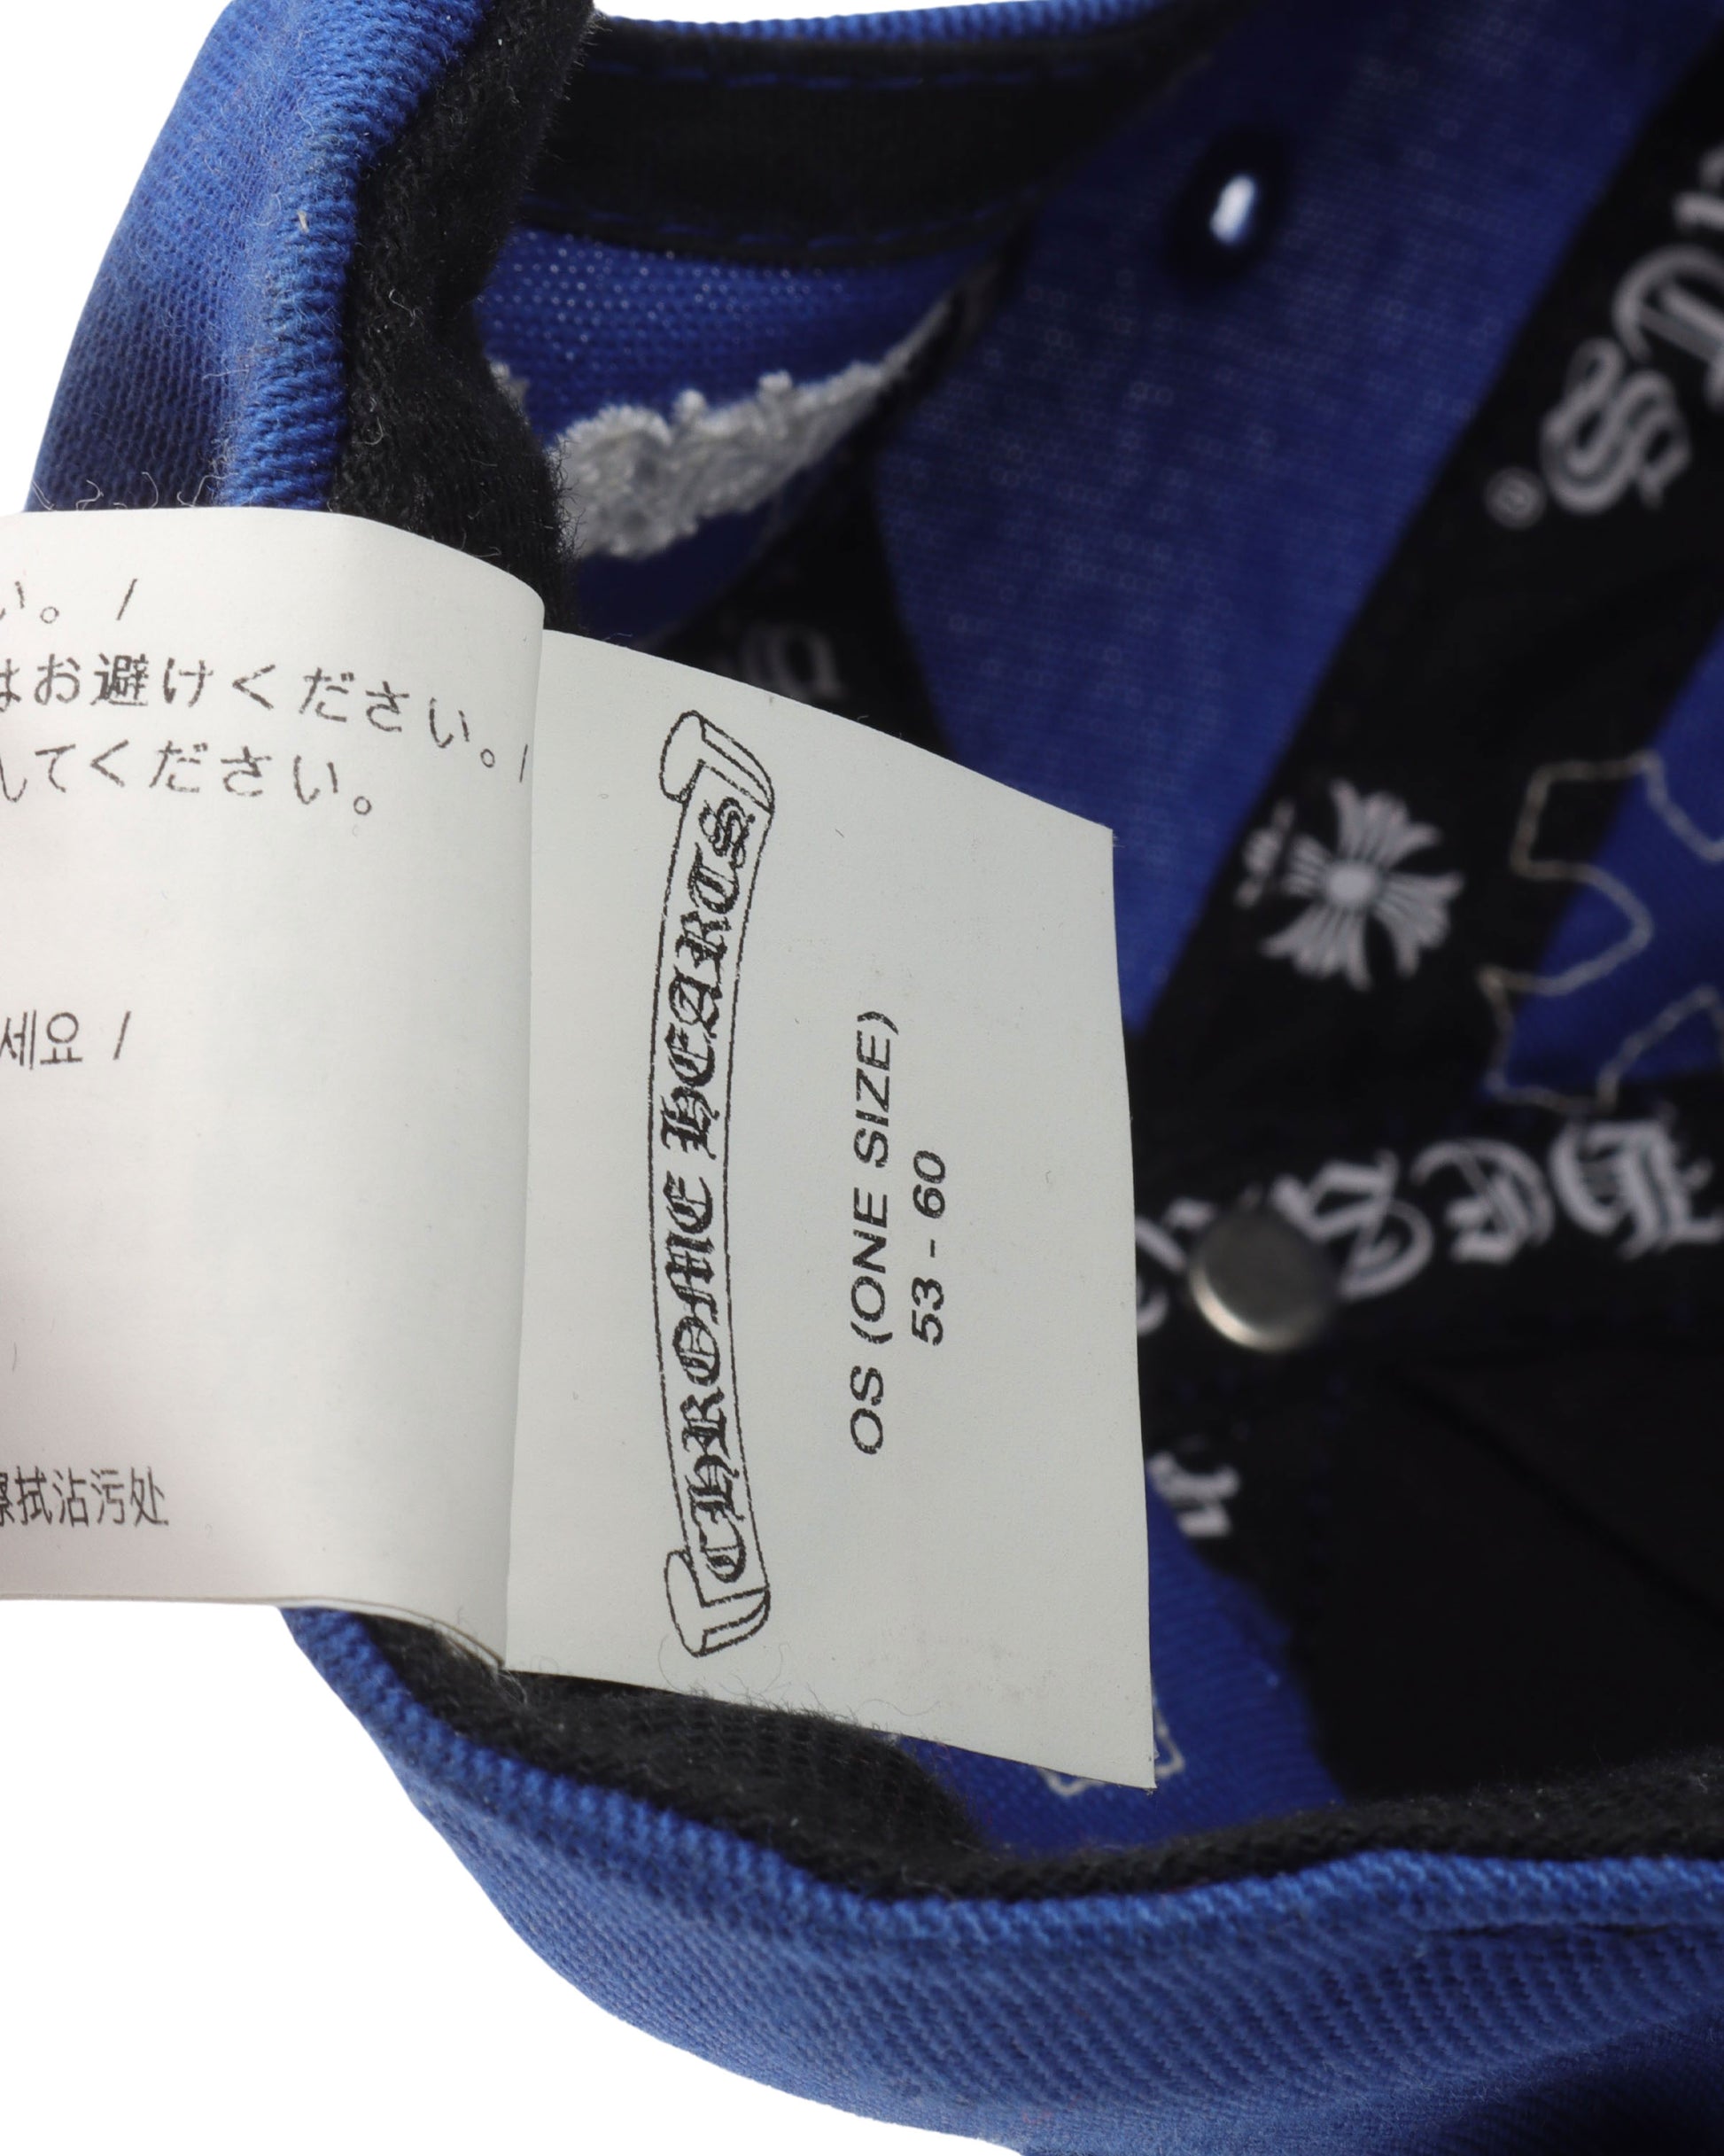 い。 /
はお避けください。/
してください。
세요 /
擦拭沾污处
CHROME HEARTS
OS (ONE SIZE)
53 - 60